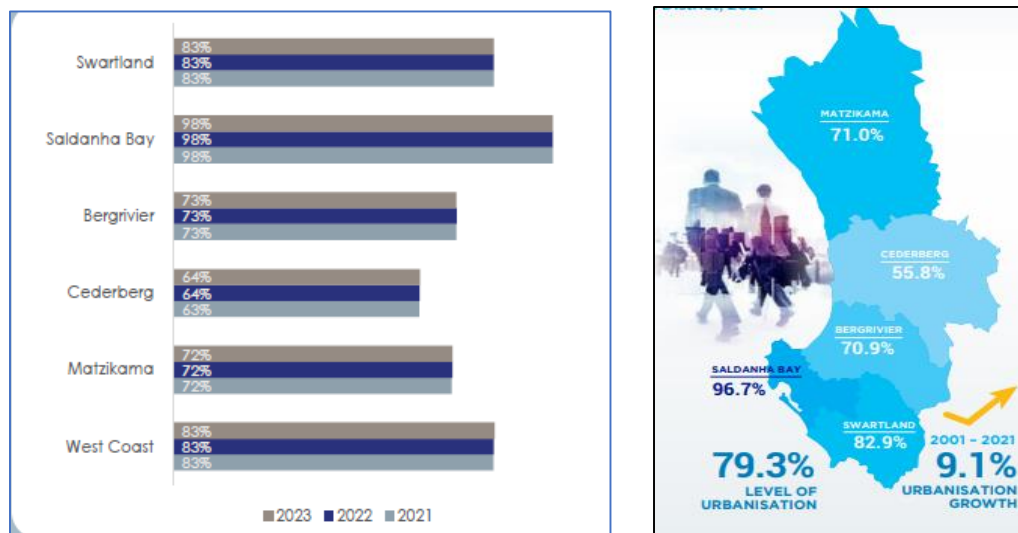 Swartland
83%
83%
83%
Saldanha Bay
98%
98%
98%
Bergrivier
73%
73%
73%
Cederberg
64%
64%
63%
Matzikama
72%
72%
72%
West Coast
83%
83%
83%
2023 2022 2021
MATZIKAMA
71.0%
CEDERBERG
55.8%
BERGRIVIER
70.9%
SALDANHA BAY
96.7%
SWARTLAND
82.9%
2001 - 2021
79.3%
LEVEL OF
URBANISATION
9.1%
URBANISATION
GROWTH